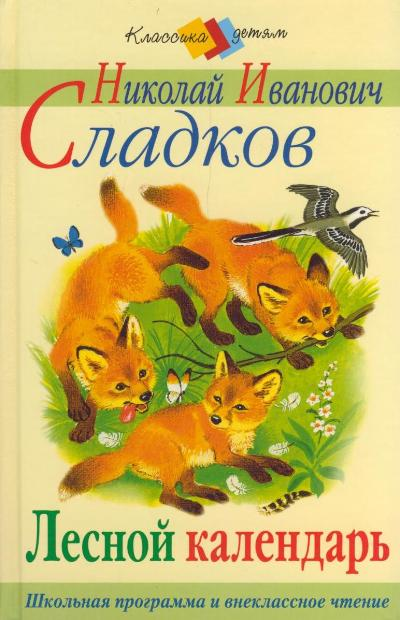 Классика детям
Николай Иванович
Сладков
Лесной календарь
Школьная программа и внеклассное чтение